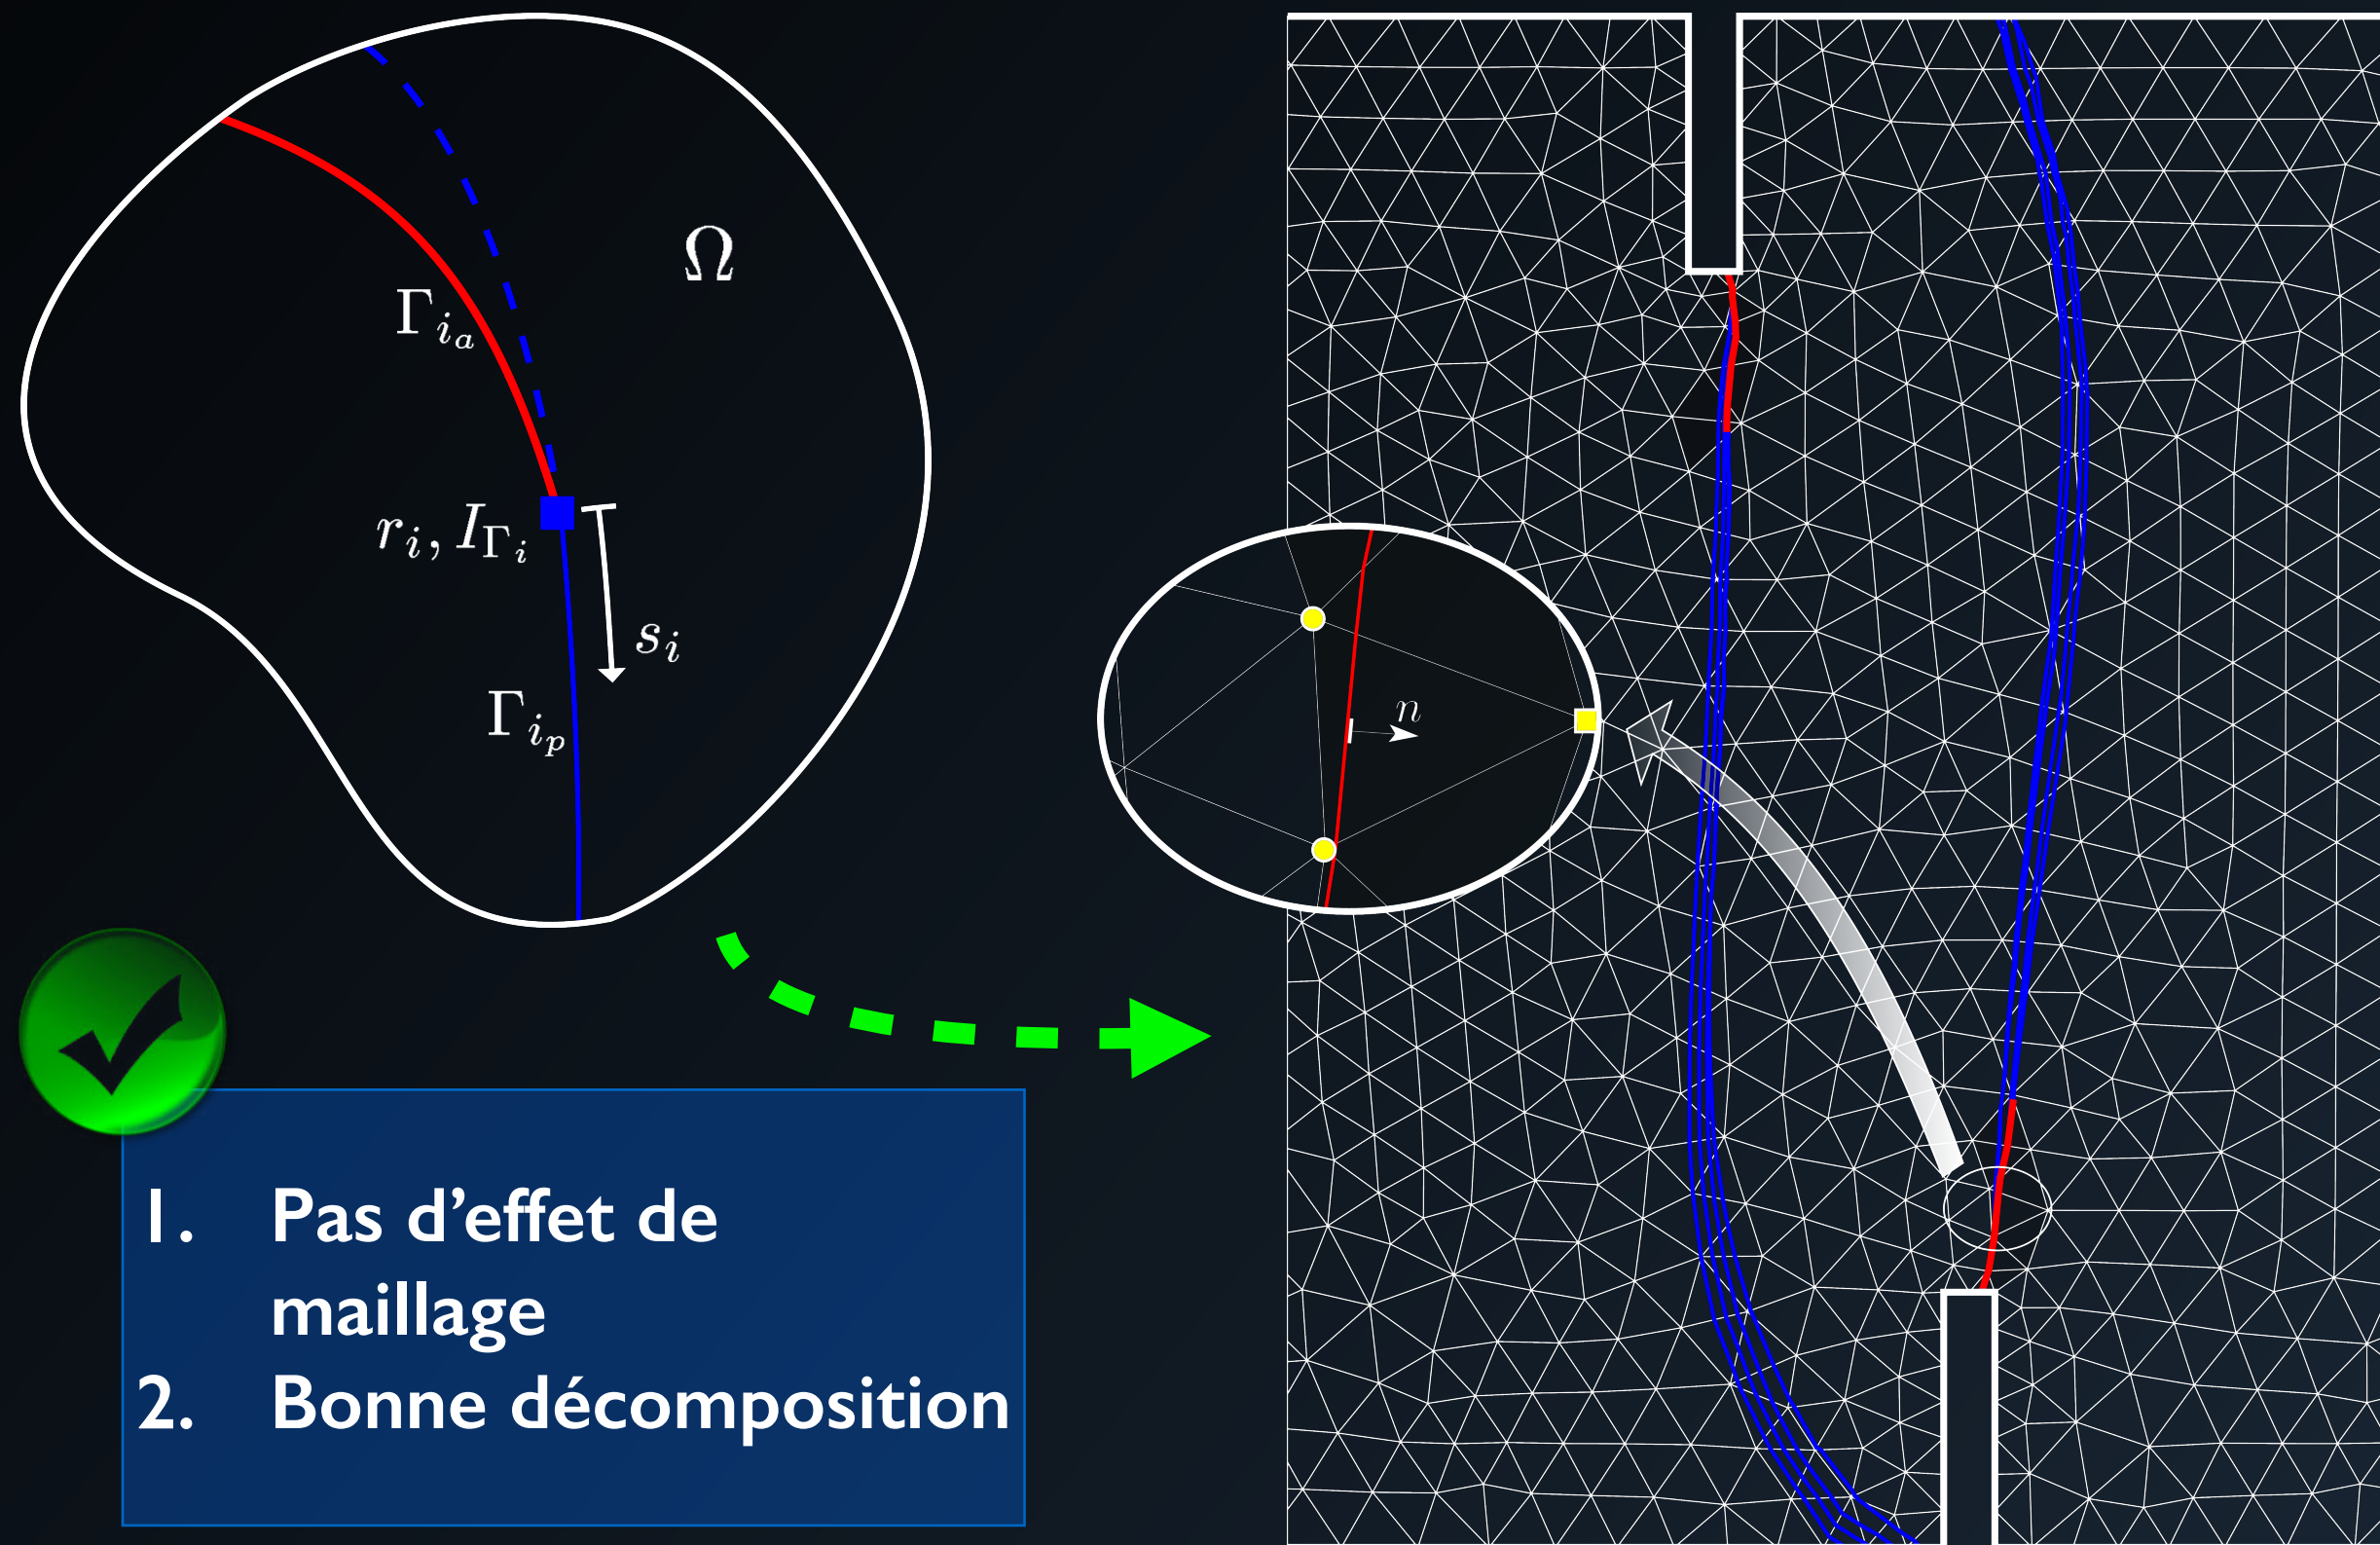 Ω
Γ_{i_a}
r_i, I_{Γ_i}
s_i
Γ_{i_p}
n
1. Pas d’effet de
maillage
2. Bonne décomposition